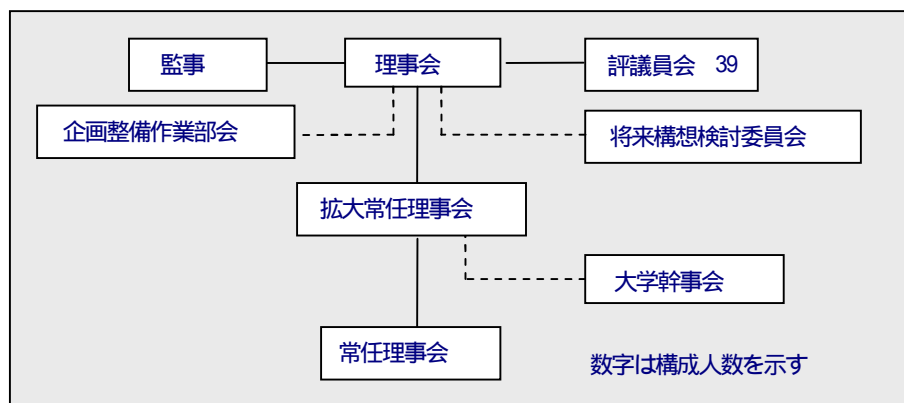 監事
理事会
評議員会　39
企画整備作業部会
将来構想検討委員会
拡大常任理事会
大学幹事会
常任理事会
数字は構成人数を示す